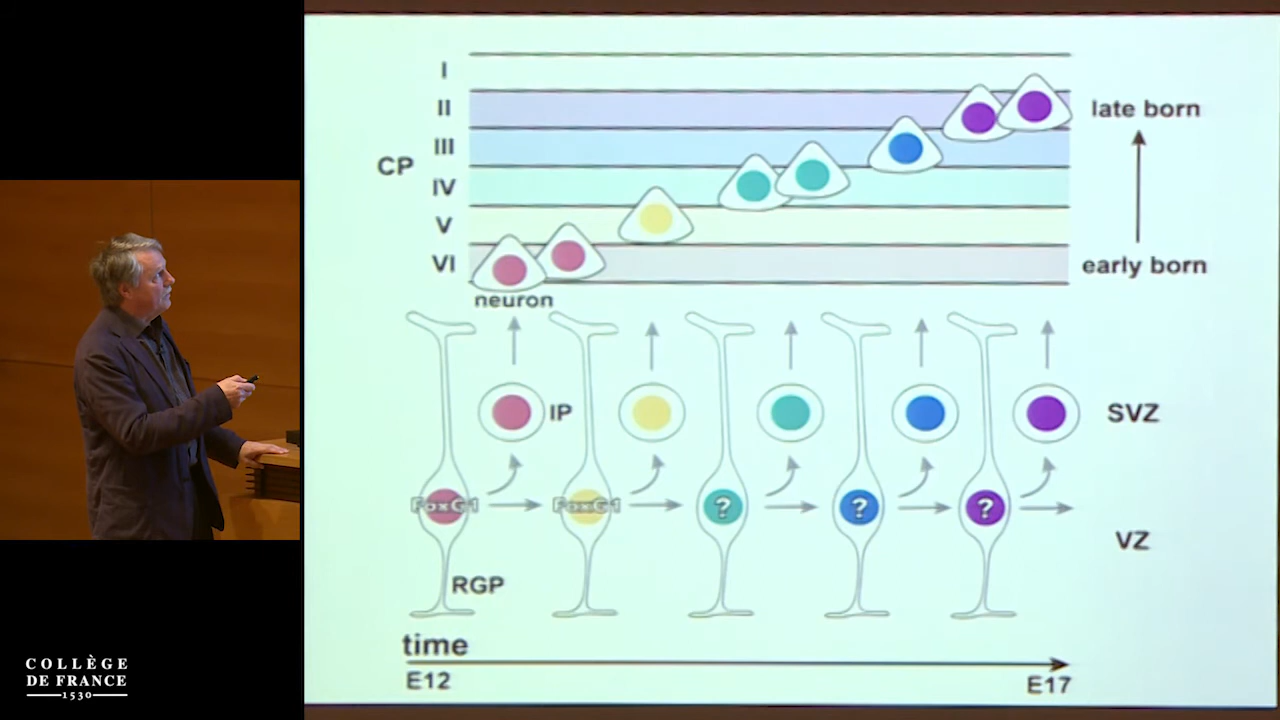 I
II
late born
III
CP
IV
V
VI
early born
neuron
IP
SVZ
FoxG1
FoxG1
?
?
?
VZ
RGP
time
E12
E17
COLLÈGE
DE FRANCE
1530